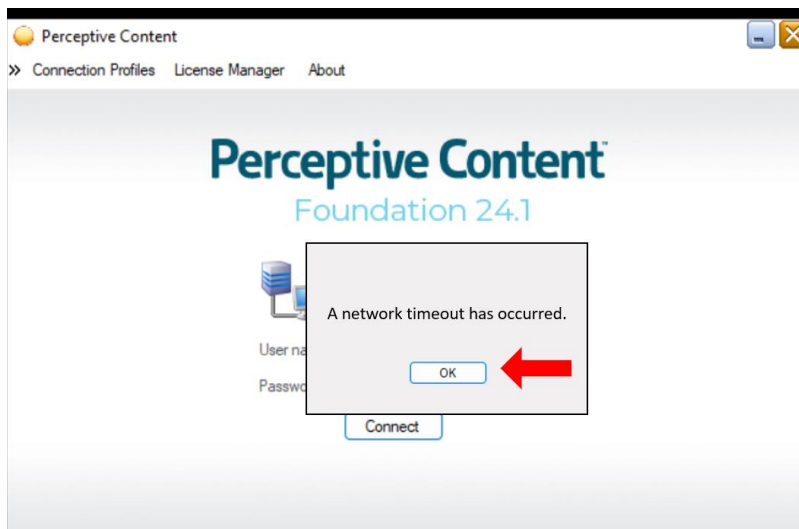 Perceptive Content
» Connection Profiles License Manager About
Perceptive Content™
Foundation 24.1
A network timeout has occurred.
User na
OK
Passwo
Connect